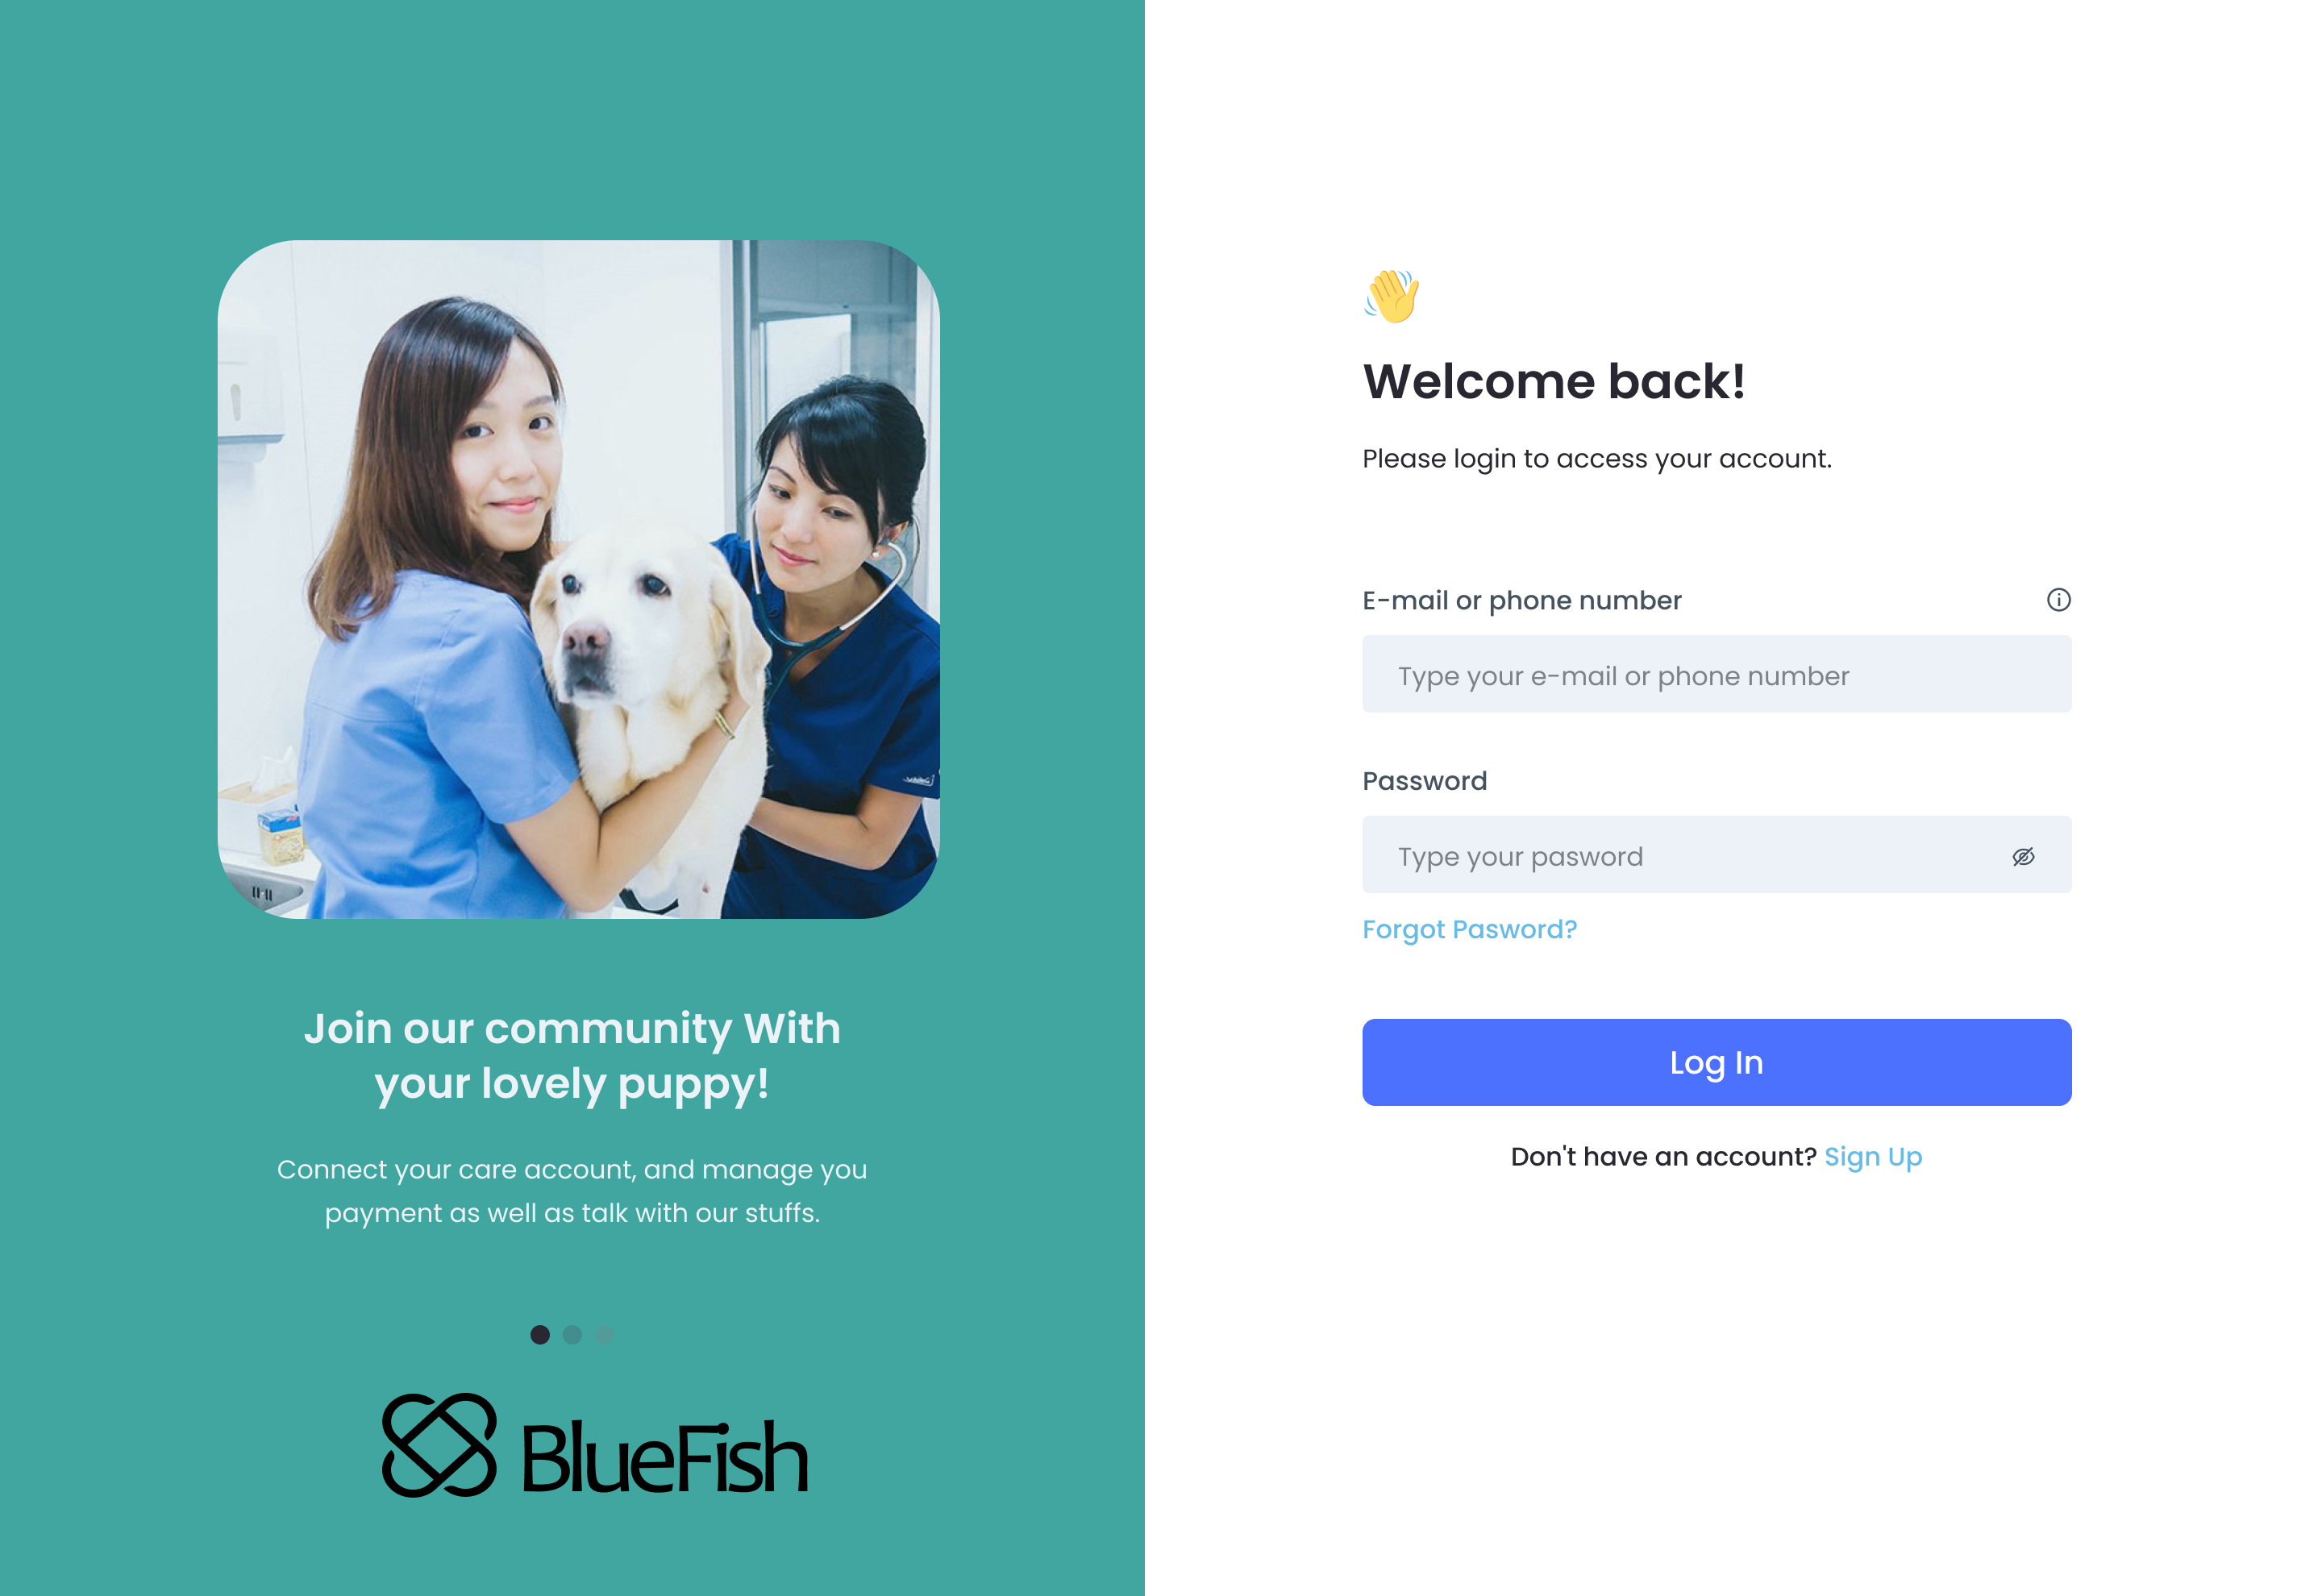 Join our community With
your lovely puppy!
Connect your care account, and manage you
payment as well as talk with our stuffs.
BlueFish
Welcome back!
Please login to access your account.
E-mail or phone number
Type your e-mail or phone number
Password
Type your pasword
Forgot Pasword?
Log In
Don't have an account? Sign Up